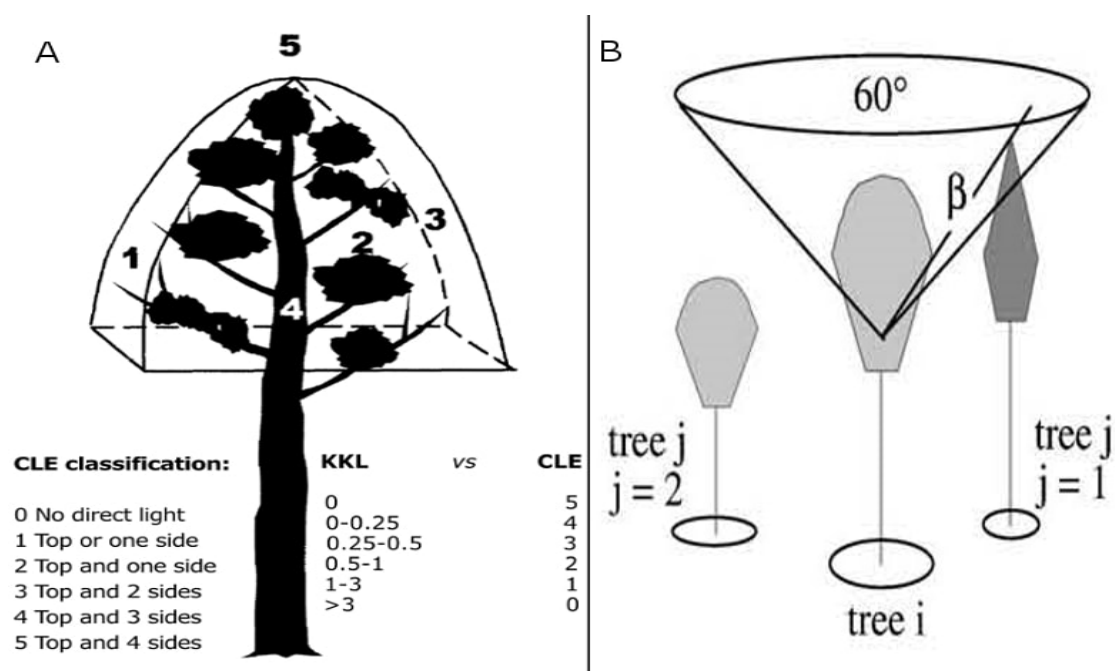 A
5
3
1
2
4
CLE classification:
0 No direct light
1 Top or one side
2 Top and one side
3 Top and 2 sides
4 Top and 3 sides
5 Top and 4 sides
KKL vs CLE
0 5
0-0.25 4
0.25-0.5 3
0.5-1 2
1-3 1
>3 0
B
60°
β
tree j
j = 2
tree j
j = 1
tree i